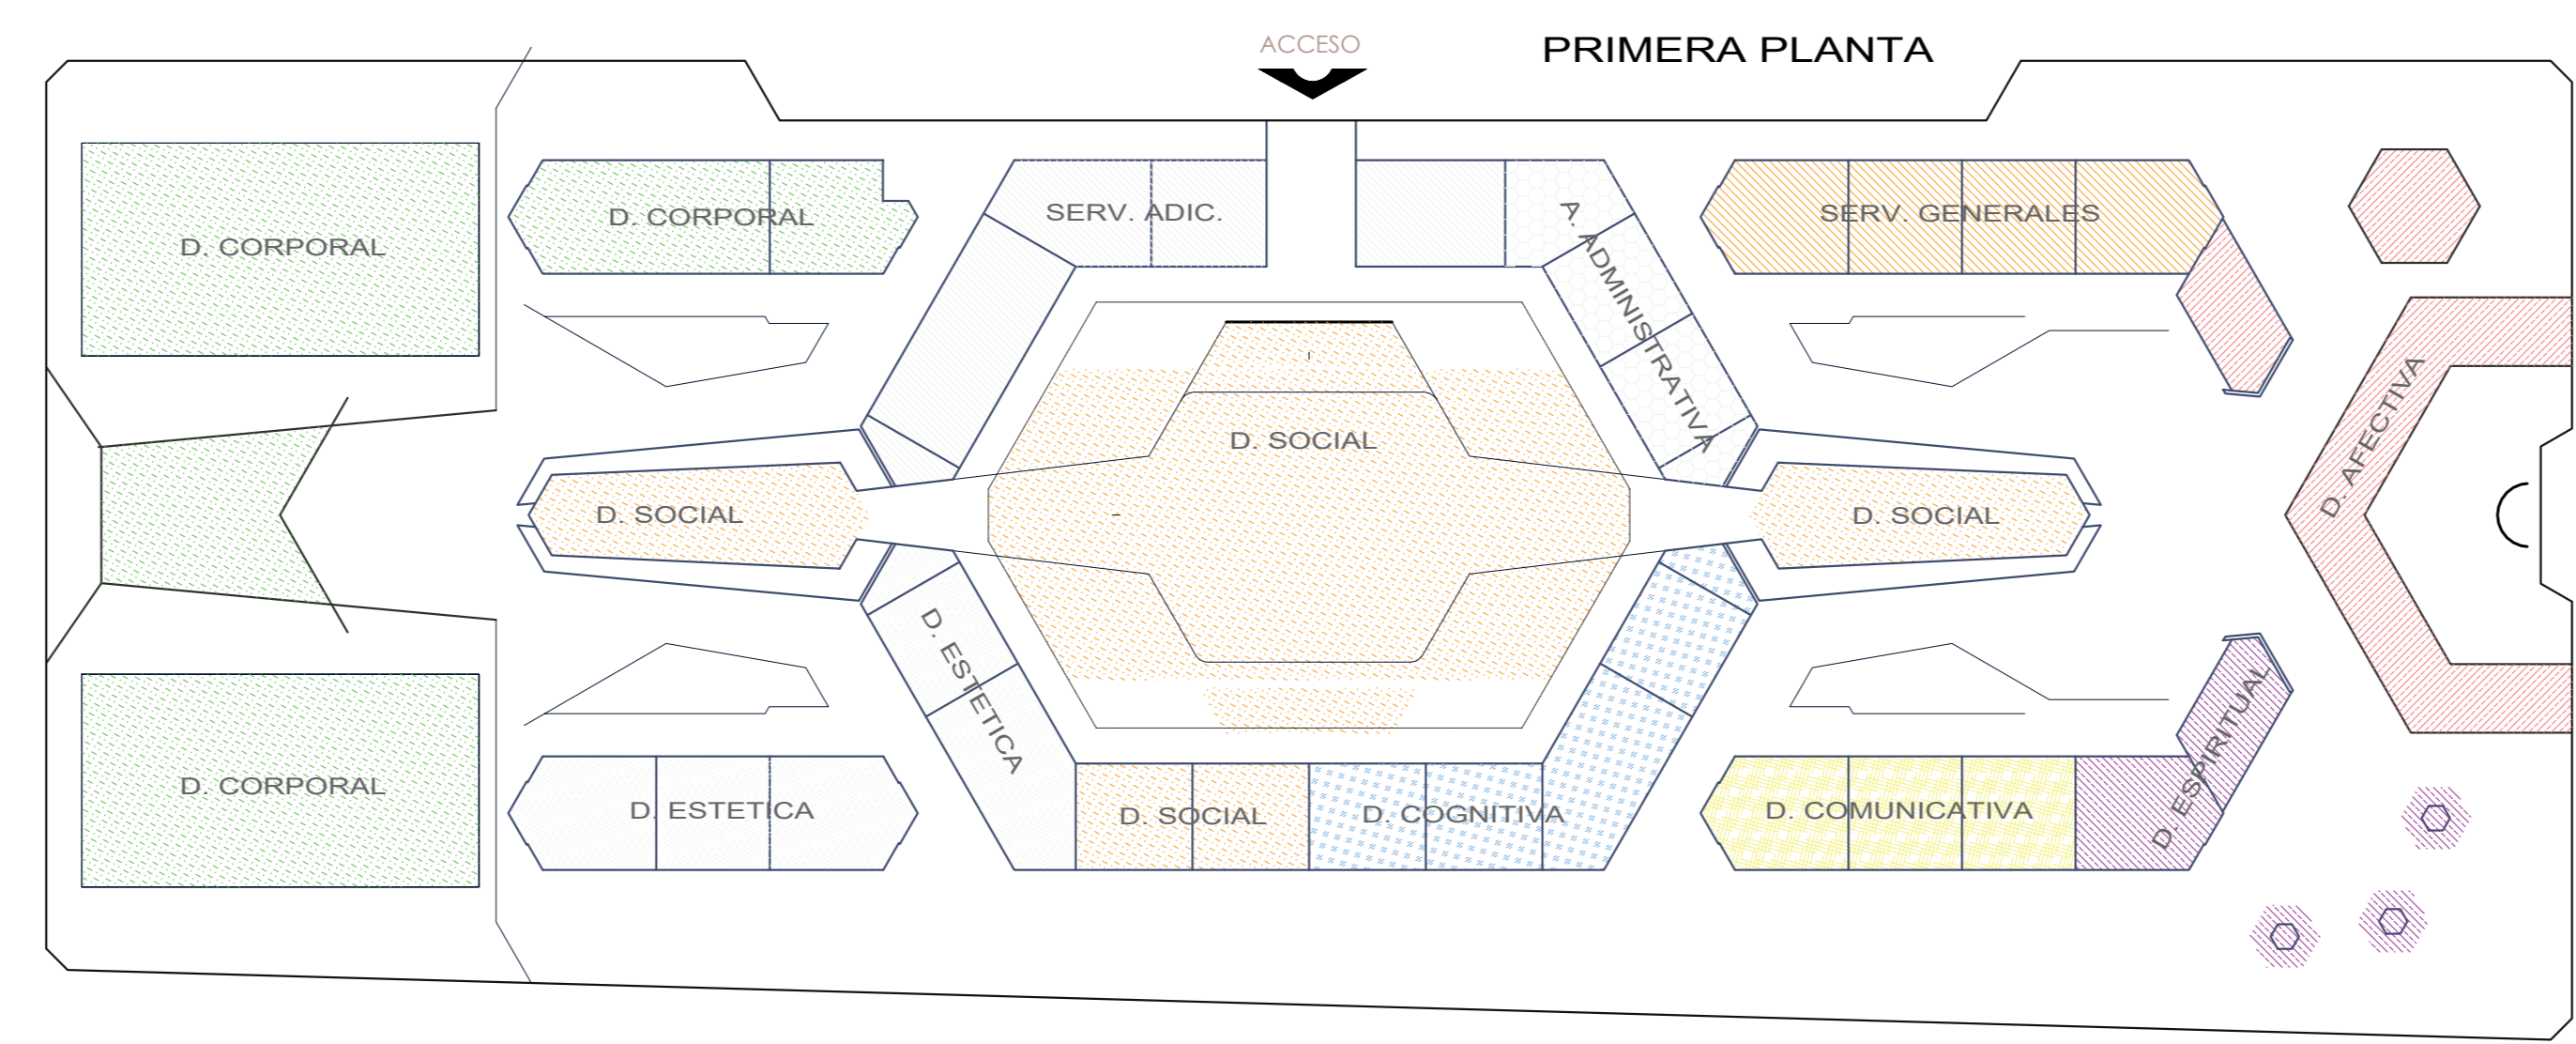 ACCESO
PRIMERA PLANTA
D. CORPORAL
D. CORPORAL
SERV. ADIC.
A. ADMINISTRATIVA
SERV. GENERALES
D. AFECTIVA
D. SOCIAL
D. SOCIAL
D. SOCIAL
D. ESTETICA
D. ESPIRITUAL
D. CORPORAL
D. ESTETICA
D. SOCIAL
D. COGNITIVA
D. COMUNICATIVA